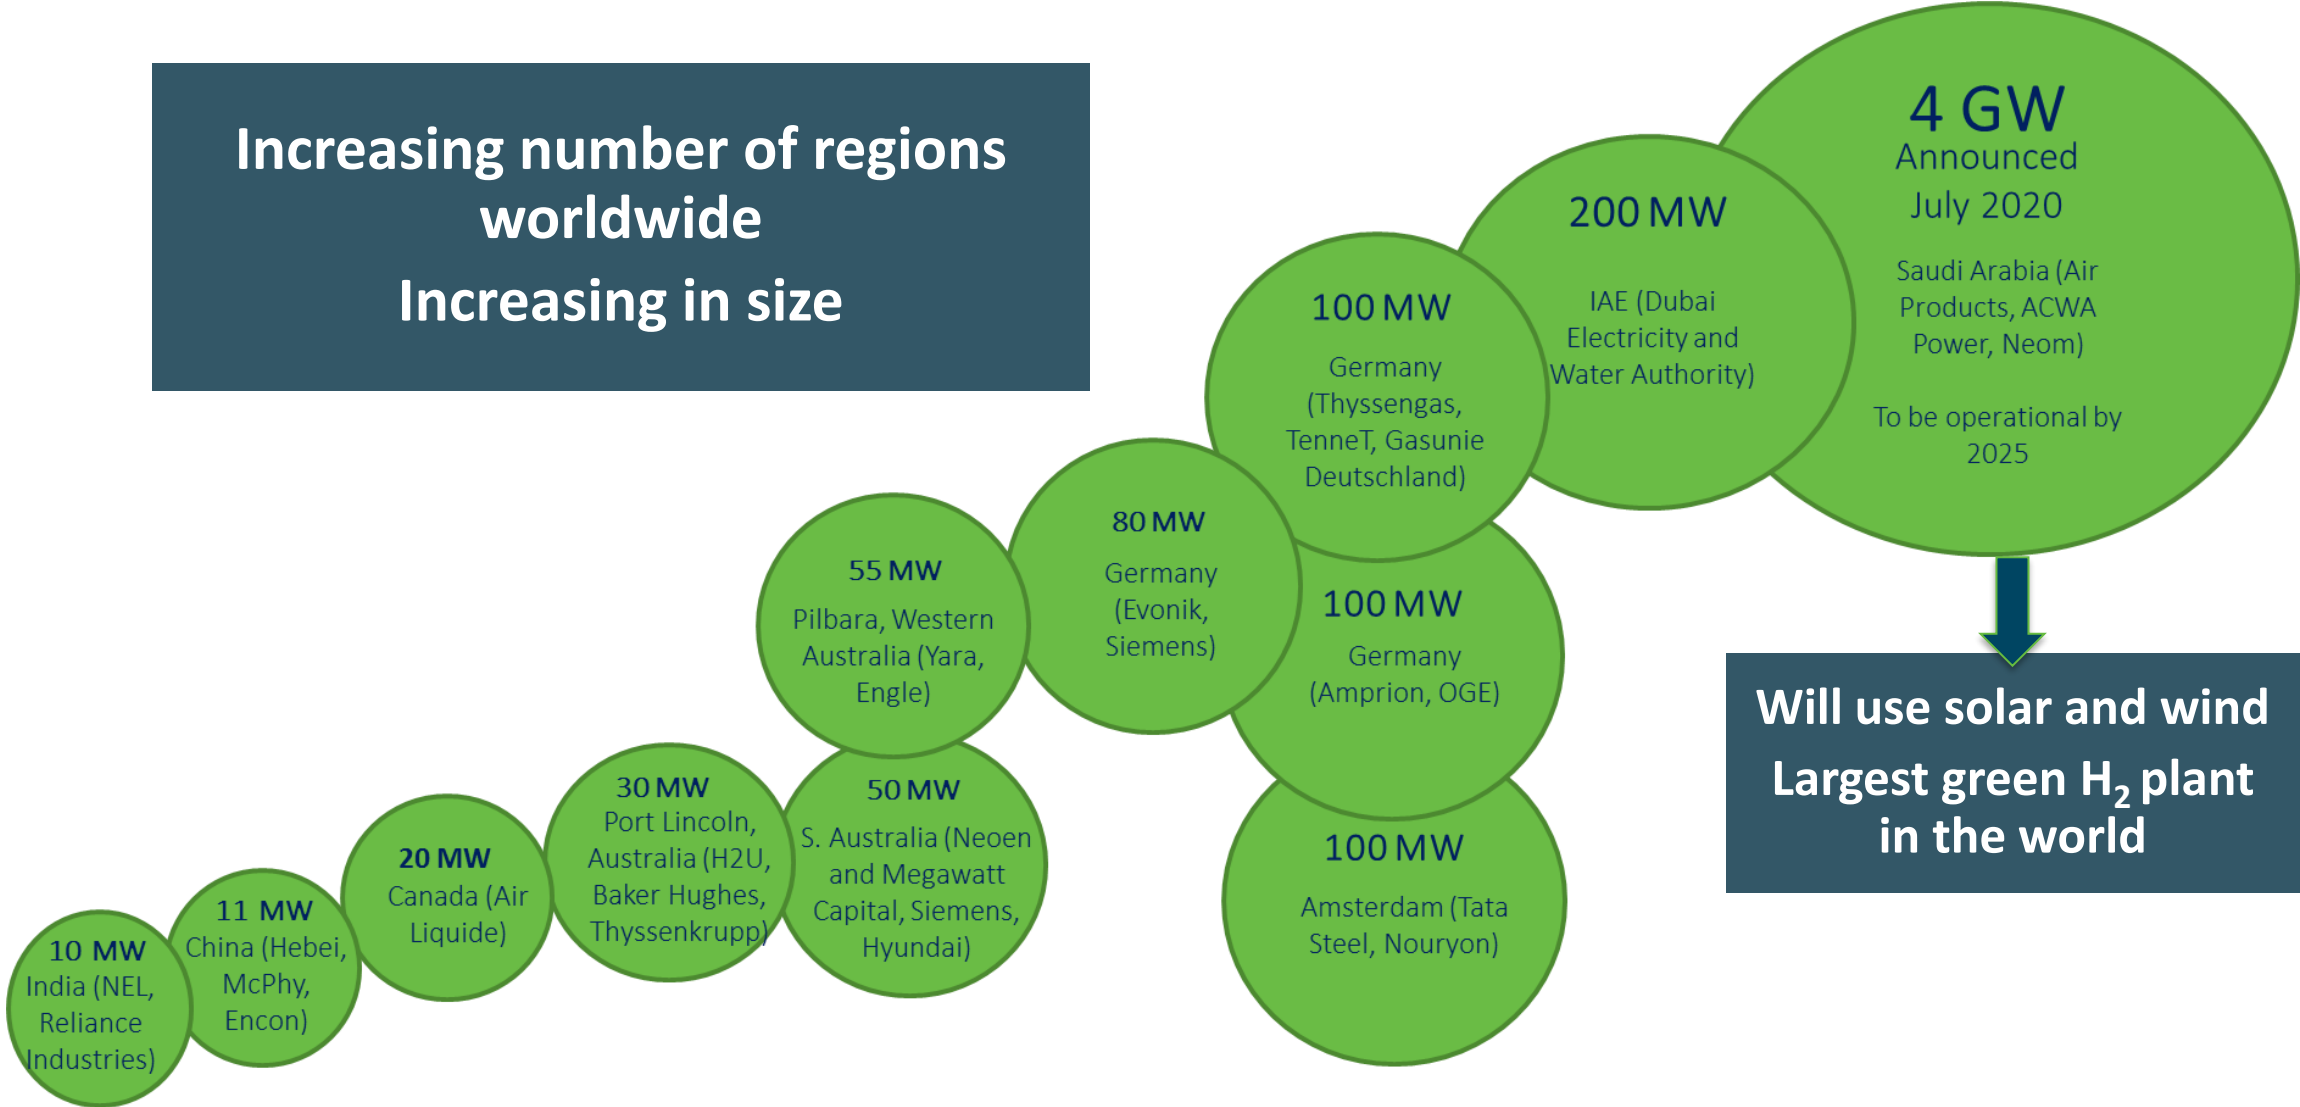 Increasing number of regions
worldwide
Increasing in size
10 MW
India (NEL,
Reliance
Industries)
11 MW
China (Hebei,
McPhy,
Encon)
20 MW
Canada (Air
Liquide)
30 MW
Port Lincoln,
Australia (H2U,
Baker Hughes,
Thyssenkrupp)
50 MW
S. Australia (Neoen
and Megawatt
Capital, Siemens,
Hyundai)
55 MW
Pilbara, Western
Australia (Yara,
Engle)
80 MW
Germany
(Evonik,
Siemens)
100 MW
Germany
(Thyssengas,
TenneT, Gasunie
Deutschland)
100 MW
Germany
(Amprion, OGE)
100 MW
Amsterdam (Tata
Steel, Nouryon)
200 MW
IAE (Dubai
Electricity and
Water Authority)
4 GW
Announced
July 2020
Saudi Arabia (Air
Products, ACWA
Power, Neom)
To be operational by
2025
Will use solar and wind
Largest green H₂ plant
in the world